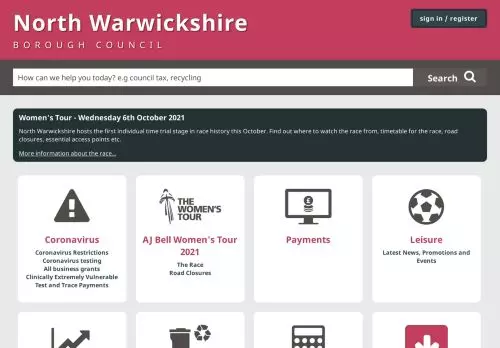 North Warwickshire
BOROUGH COUNCIL
sign in / register
How can we help you today? e.g council tax, recycling
Search
Women's Tour - Wednesday 6th October 2021
North Warwickshire hosts the first individual time trial stage in race history this October. Find out where to watch the race from, timetable for the race, road
closures, essential access points etc.
More information about the race...
Coronavirus
Coronavirus Restrictions
Coronavirus testing
All business grants
Clinically Extremely Vulnerable
Test and Trace Payments
THE
WOMEN'S
TOUR
AJ Bell Women's Tour
2021
The Race
Road Closures
£
Payments
Leisure
Latest News, Promotions and
Events